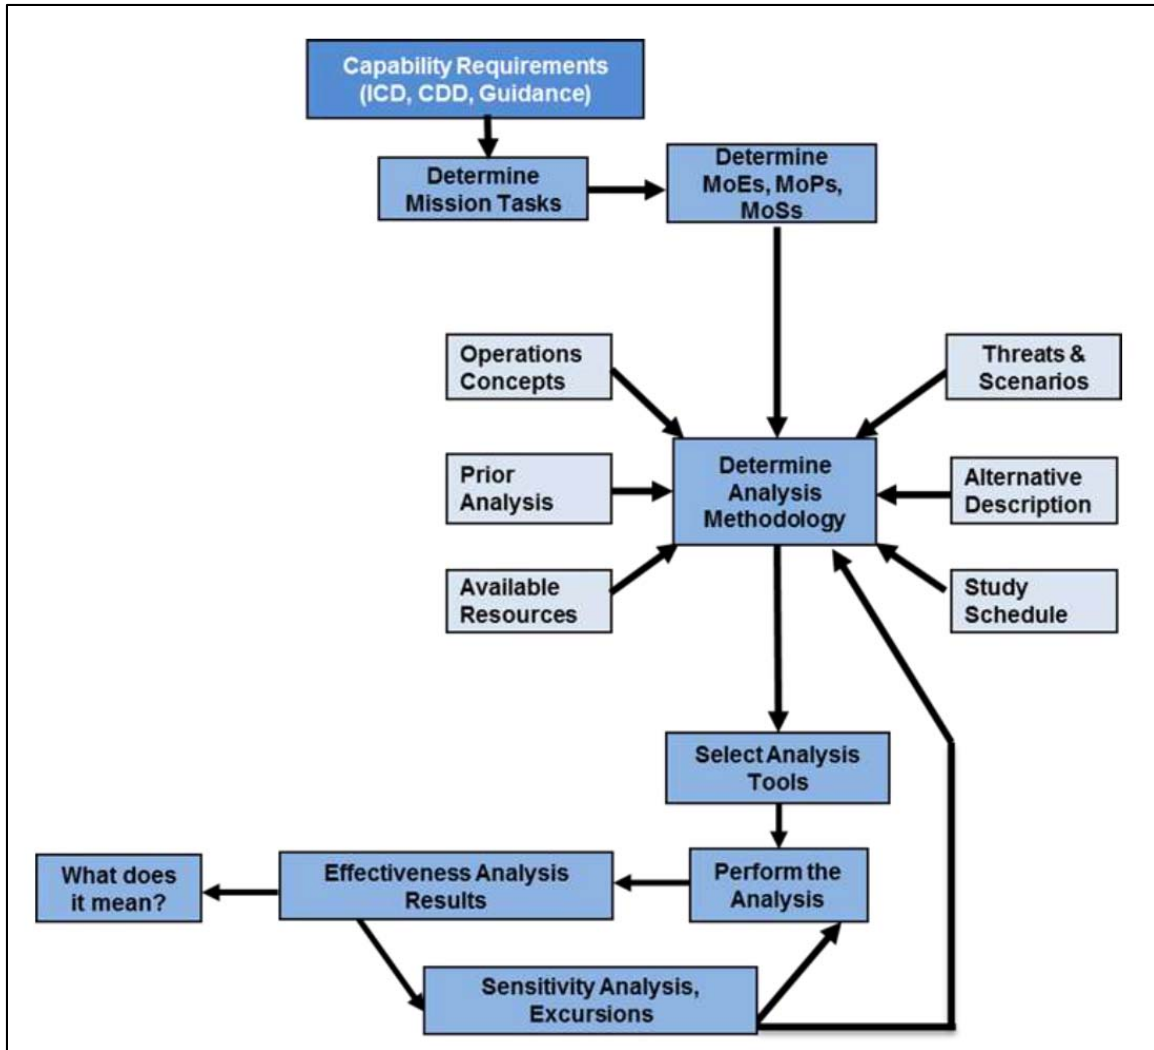 Capability Requirements
(ICD, CDD, Guidance)
Determine
Mission Tasks
Determine
MoEs, MoPs,
MoSs
Operations
Concepts
Threats &
Scenarios
Prior
Analysis
Determine
Analysis
Methodology
Alternative
Description
Available
Resources
Study
Schedule
Select Analysis
Tools
Perform the
Analysis
Effectiveness Analysis
Results
What does
it mean?
Sensitivity Analysis,
Excursions